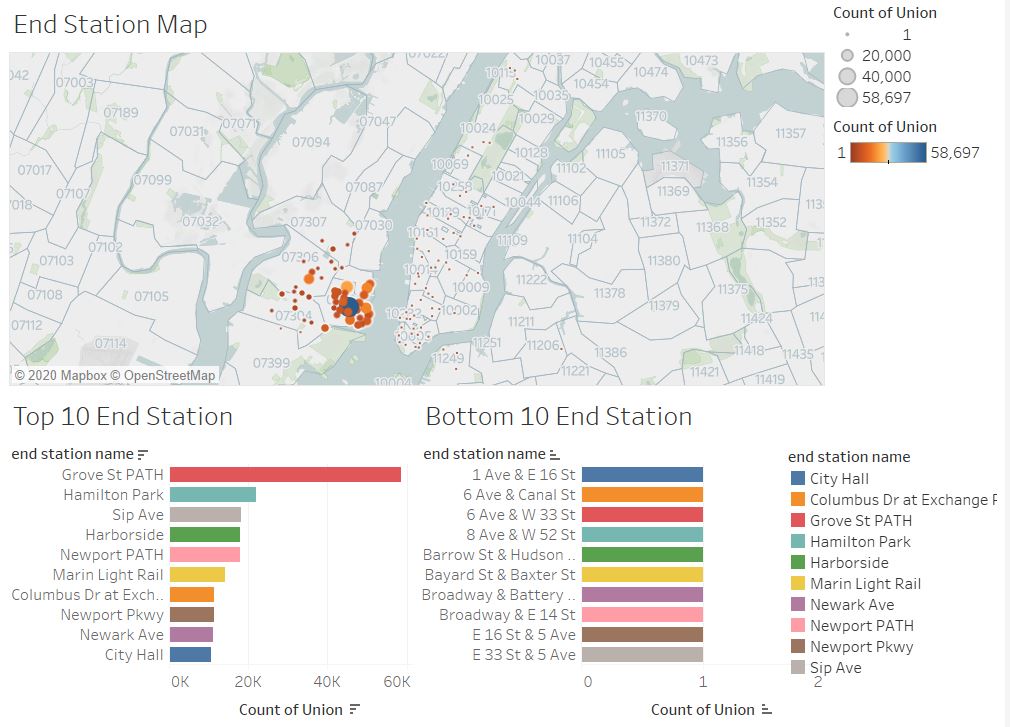 End Station Map
Count of Union
1
20,000
40,000
58,697
Count of Union
1 58,697
10037 10455 10473
10474
07003 10025 10035
07189 11370
07031 07071 07047 10024 10029 11356 11357
07094 10128 11105
07017 10069 11371
07099 10021 11102 11354
07107 07087 11369
10044 11106
07032 07307 07030 11372 11368 11352
07102 11109 11104
07103 07306 10159 11380
07108 07105 10009 11222 11378 11375
07304 11379
07112 11211 11424
07114 11251 11206 11386 11418 11435
07399 11249 11221 11421 11419
10004
© 2020 Mapbox © OpenStreetMap
Top 10 End Station
end station name
Grove St PATH
Hamilton Park
Sip Ave
Harborside
Newport PATH
Marin Light Rail
Columbus Dr at Exch..
Newport Pkwy
Newark Ave
City Hall
0K 20K 40K 60K
Count of Union
Bottom 10 End Station
end station name
1 Ave & E 16 St
6 Ave & Canal St
6 Ave & W 33 St
8 Ave & W 52 St
Barrow St & Hudson ..
Bayard St & Baxter St
Broadway & Battery ..
Broadway & E 14 St
E 16 St & 5 Ave
E 33 St & 5 Ave
0 1 2
Count of Union
end station name
City Hall
Columbus Dr at Exchange P
Grove St PATH
Hamilton Park
Harborside
Marin Light Rail
Newark Ave
Newport PATH
Newport Pkwy
Sip Ave